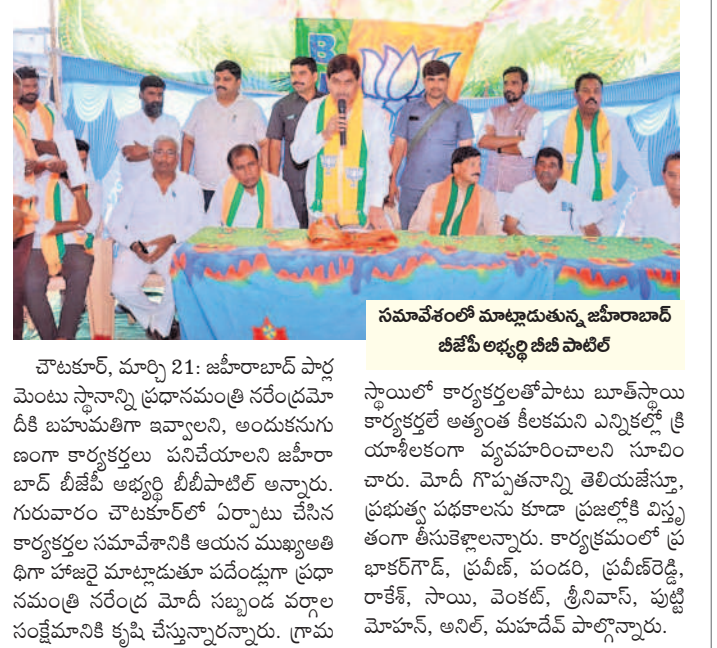 B
సమావేశంలో మాట్లాడుతున్న జహీరాబాద్
బీజేపీ అభ్యర్థి బీబీ పాటిల్
చౌటకూర్, మార్చి 21: జహీరాబాద్ పార్ల
మెంటు స్థానాన్ని ప్రధానమంత్రి నరేంద్రమో
దీకి బహుమతిగా ఇవ్వాలని, అందుకనుగు
ణంగా కార్యకర్తలు పనిచేయాలని జహీరా
బాద్ బీజేపీ అభ్యర్థి బీబీపాటిల్ అన్నారు.
గురువారం చౌటకూర్‌లో ఏర్పాటు చేసిన
కార్యకర్తల సమావేశానికి ఆయన ముఖ్యఅతి
థిగా హాజరై మాట్లాడుతూ పదేండ్లుగా ప్రధా
నమంత్రి నరేంద్ర మోదీ సబ్బండ వర్గాల
సంక్షేమానికి కృషి చేస్తున్నారన్నారు. గ్రామ
స్థాయిలో కార్యకర్తలతోపాటు బూత్‌స్థాయి
కార్యకర్తలే అత్యంత కీలకమని ఎన్నికల్లో క్రి
యాశీలకంగా వ్యవహరించాలని సూచిం
చారు. మోదీ గొప్పతనాన్ని తెలియజేస్తూ,
ప్రభుత్వ పథకాలను కూడా ప్రజల్లోకి విస్తృ
తంగా తీసుకెళ్లాలన్నారు. కార్యక్రమంలో ప్ర
భాకర్‌గౌడ్, ప్రవీణ్, పండరి, ప్రవీణ్‌రెడ్డి,
రాకేశ్, సాయి, వెంకట్, శ్రీనివాస్, పుట్టి
మోహన్, అనిల్, మహదేవ్ పాల్గొన్నారు.